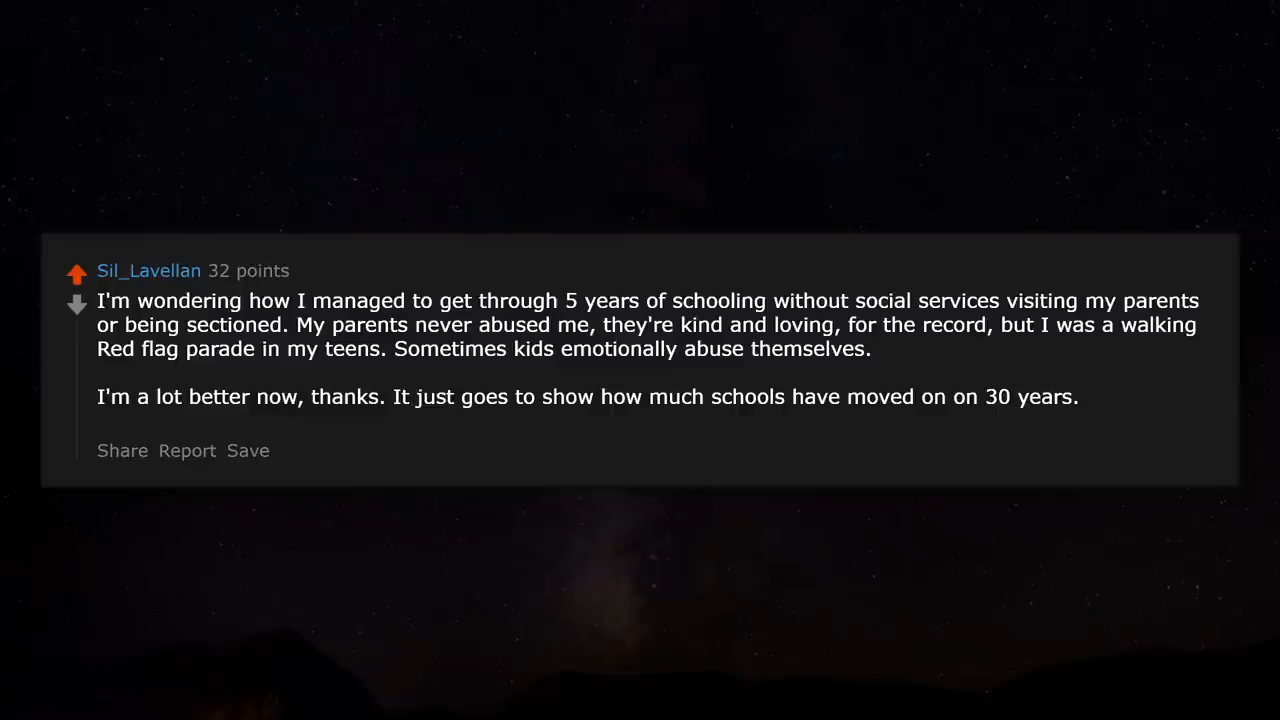 Sil_Lavellan 32 points
I'm wondering how I managed to get through 5 years of schooling without social services visiting my parents
or being sectioned. My parents never abused me, they're kind and loving, for the record, but I was a walking
Red flag parade in my teens. Sometimes kids emotionally abuse themselves.
I'm a lot better now, thanks. It just goes to show how much schools have moved on on 30 years.
Share Report Save